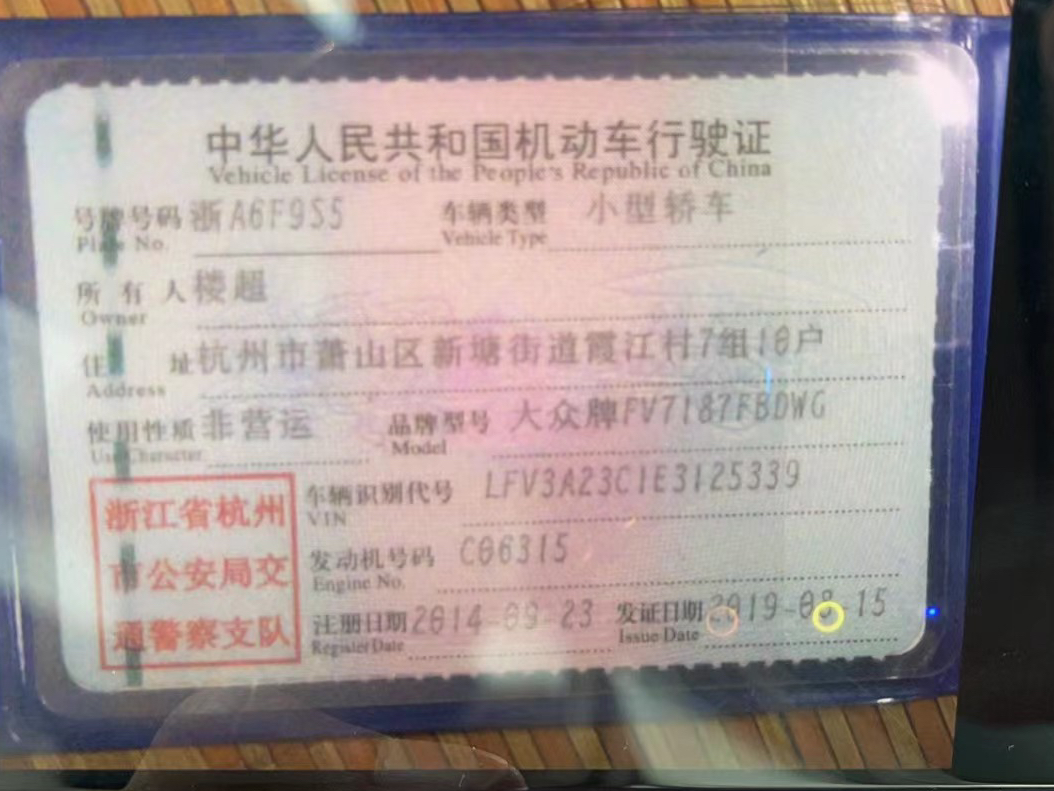 中华人民共和国机动车行驶证
Vehicle License of the People's Republic of China
号牌号码 浙A6F9S5 车辆类型 小型轿车
Plate No. Vehicle Type
所有人 楼超
Owner
住址 杭州市萧山区新塘街道霞江村7组18户
Address
使用性质 非营运 品牌型号 大众牌FV7187FBDWG
Use Character Model
车辆识别代号 LFV3A23C1E3125339
VIN
发动机号码 C06315
Engine No.
注册日期 2014-09-23 发证日期 2019-08-15
Register Date Issue Date
浙江省杭州
市公安局交
通警察支队